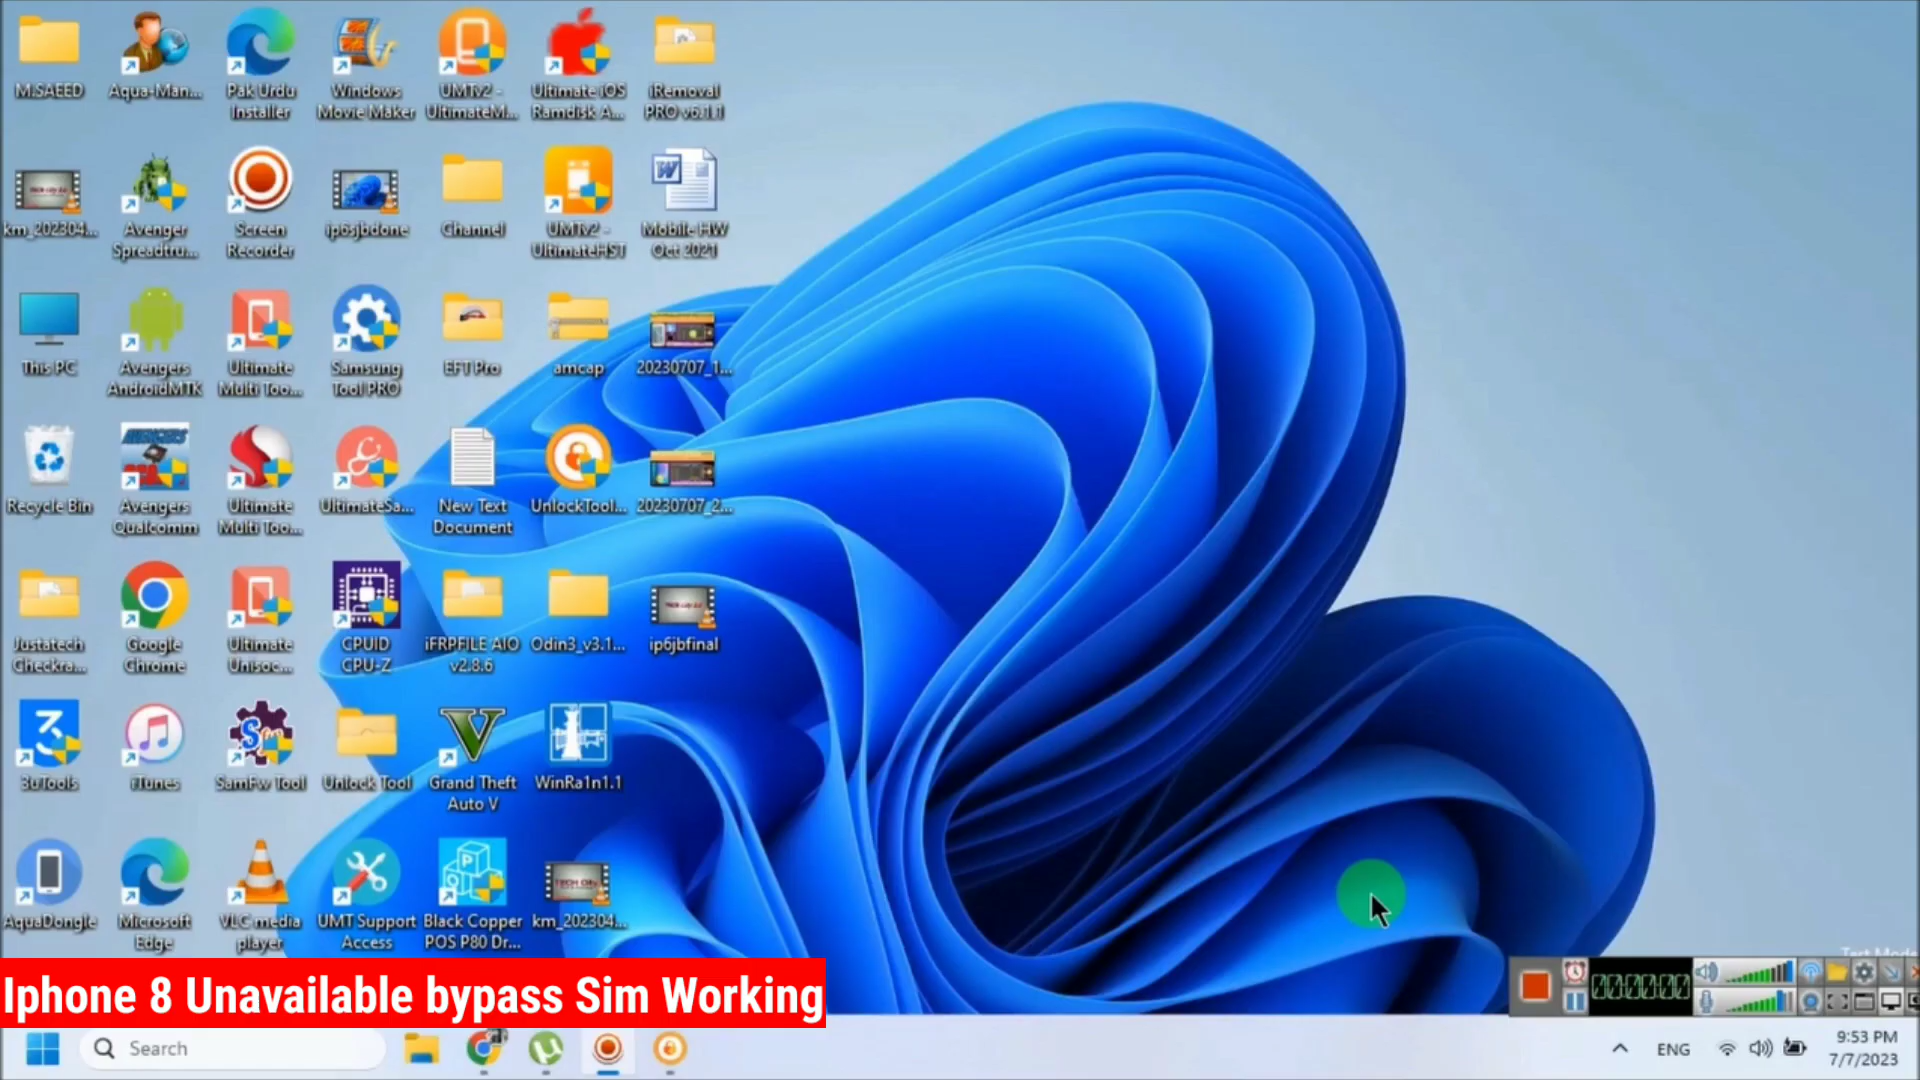 M.SAEED
Aqua-Man...
Pak Urdu
Installer
Windows
Movie Maker
UMTv2 -
UltimateM...
Ultimate iOS
Ramdisk A...
iRemoval
PRO v6.1.1
km_202304...
Avenger
Spreadtru...
Screen
Recorder
ip6sjbdone
Channel
UMTv2 -
UltimateHST
Mobile HW
Oct 2021
This PC
Avengers
AndroidMTK
Ultimate
Multi Too...
Samsung
Tool PRO
EFT Pro
amcap
20230707_1...
Recycle Bin
AVENGERS
Avengers
Qualcomm
Ultimate
Multi Too...
UltimateSa...
New Text
Document
UnlockTool...
20230707_2...
Justatech
Checkra...
Google
Chrome
Ultimate
Unisoc...
CPUID
CPU-Z
iFRPFILE AIO
v2.8.6
Odin3_v3.1...
ip6jbfinal
3uTools
iTunes
SamFw Tool
Unlock Tool
Grand Theft
Auto V
WinRa1n1.1
AquaDongle
Microsoft
Edge
VLC media
player
UMT Support
Access
Black Copper
POS P80 Dr...
km_202304...
Test Mode
00:00:00
Iphone 8 Unavailable bypass Sim Working
Search
ENG
9:53 PM
7/7/2023